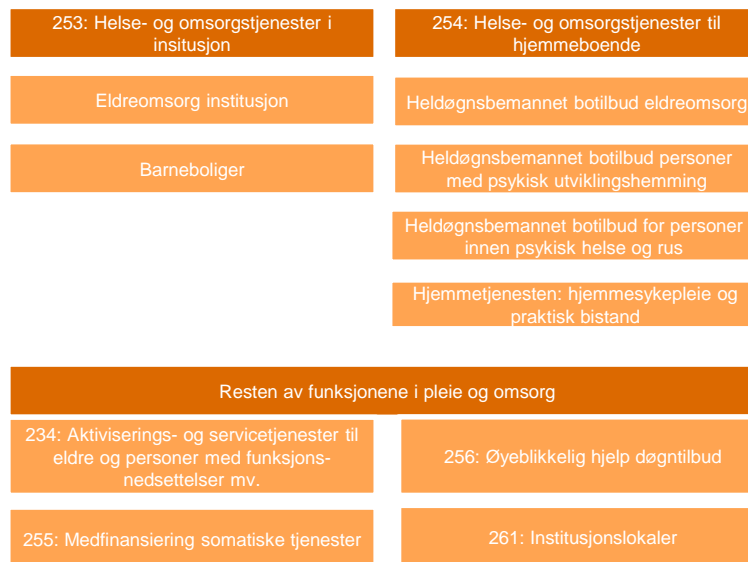 253: Helse- og omsorgstjenester i
insitusjon
Eldreomsorg institusjon
Barneboliger
254: Helse- og omsorgstjenester til
hjemmeboende
Heldøgnsbemannet botilbud eldreomsorg
Heldøgnsbemannet botilbud personer
med psykisk utviklingshemming
Heldøgnsbemannet botilbud for personer
innen psykisk helse og rus
Hjemmetjenesten: hjemmesykepleie og
praktisk bistand
Resten av funksjonene i pleie og omsorg
234: Aktiviserings- og servicetjenester til
eldre og personer med funksjons-
nedsettelser mv.
256: Øyeblikkelig hjelp døgntilbud
255: Medfinansiering somatiske tjenester
261: Institusjonslokaler